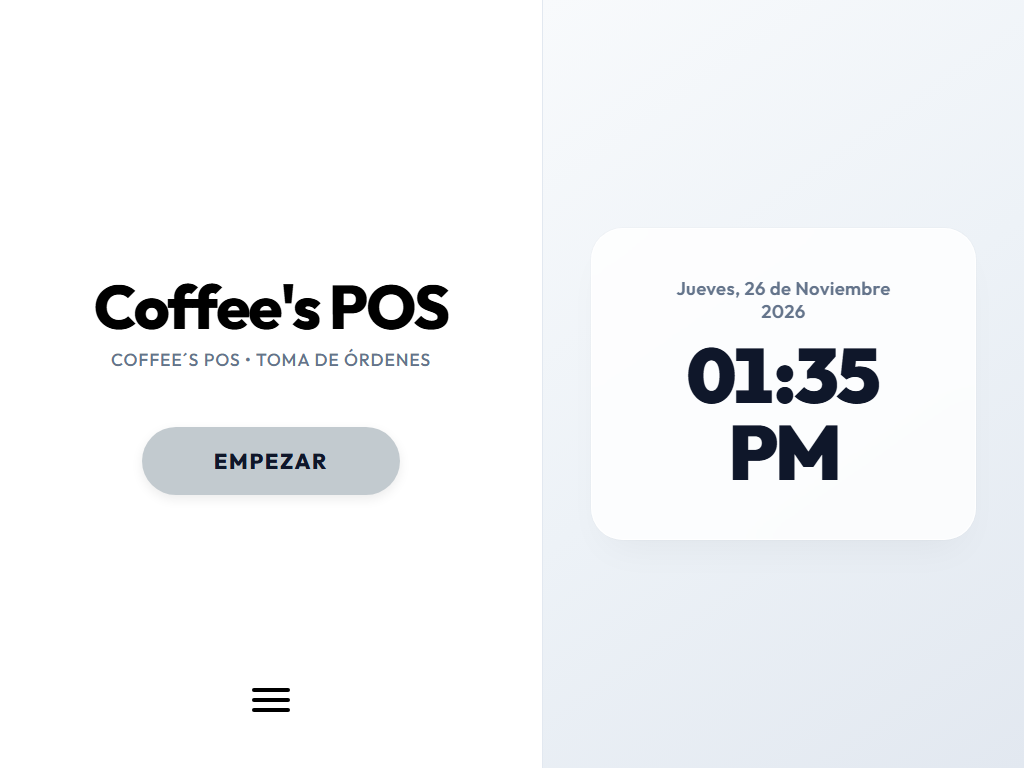 Coffee's POS
COFFEE´S POS • TOMA DE ÓRDENES
EMPEZAR
Jueves, 26 de Noviembre
2026
01:35
PM